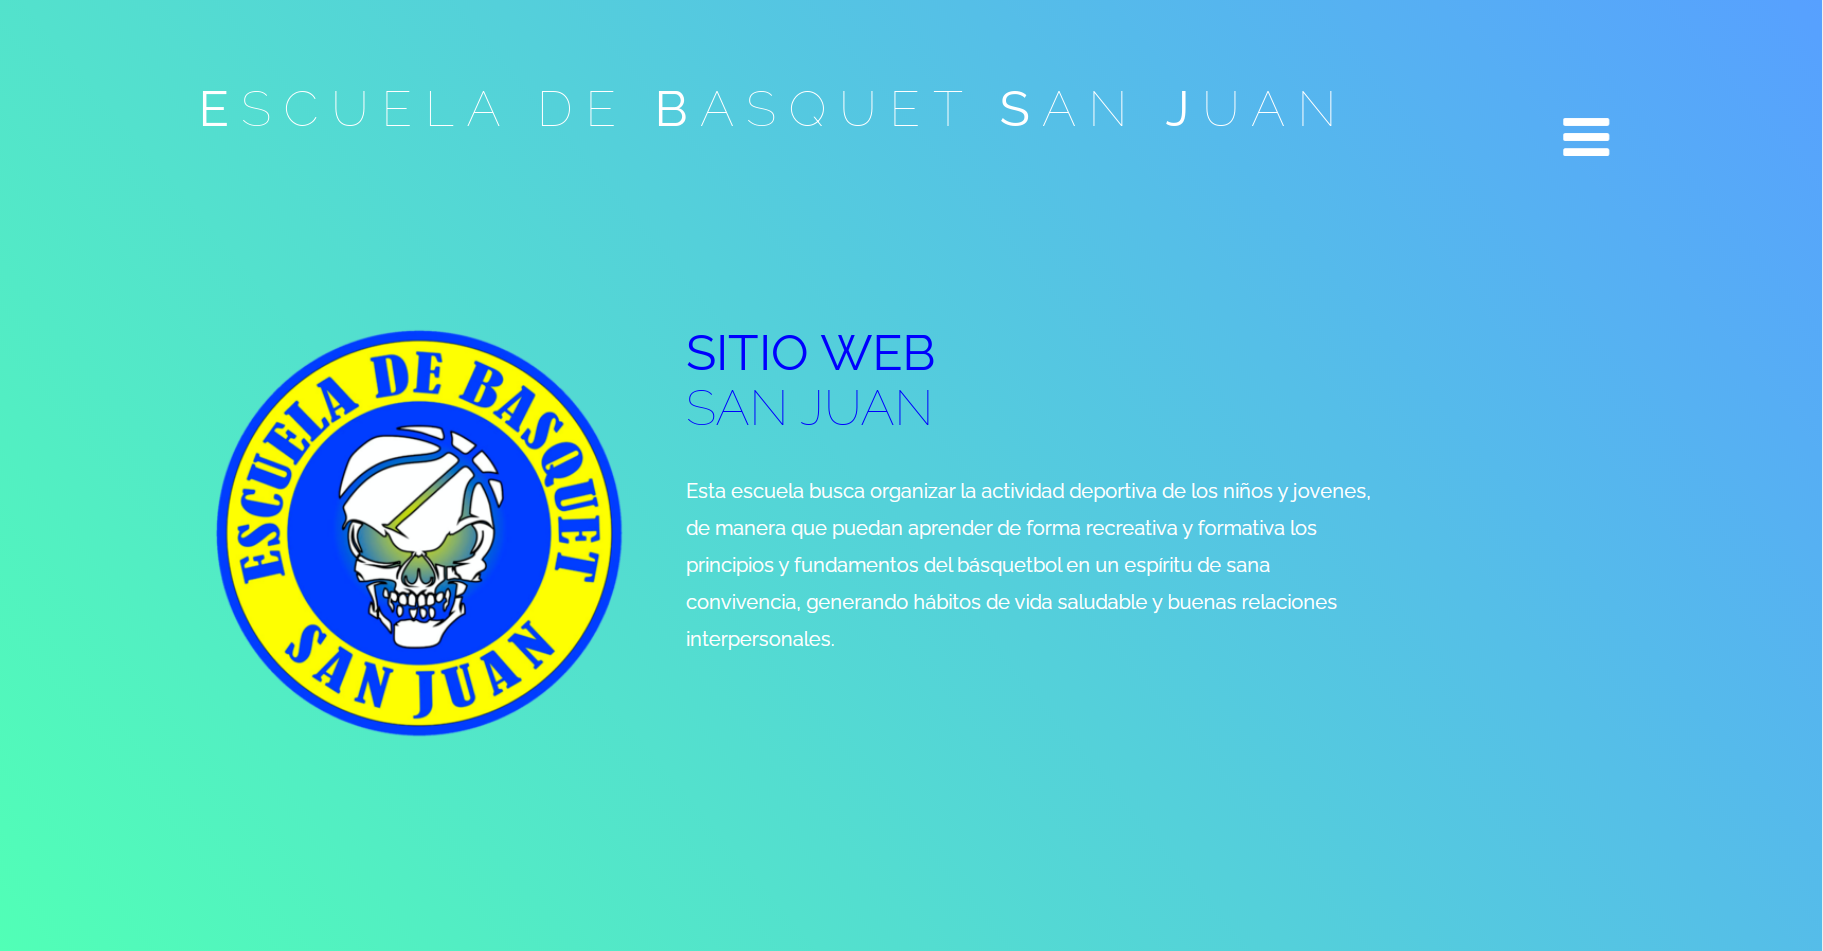 ESCUELA DE BASQUET SAN JUAN
SITIO WEB
SAN JUAN
Esta escuela busca organizar la actividad deportiva de los niños y jovenes,
de manera que puedan aprender de forma recreativa y formativa los
principios y fundamentos del básquetbol en un espíritu de sana
convivencia, generando hábitos de vida saludable y buenas relaciones
interpersonales.
ESCUELA DE BASQUET
SAN JUAN